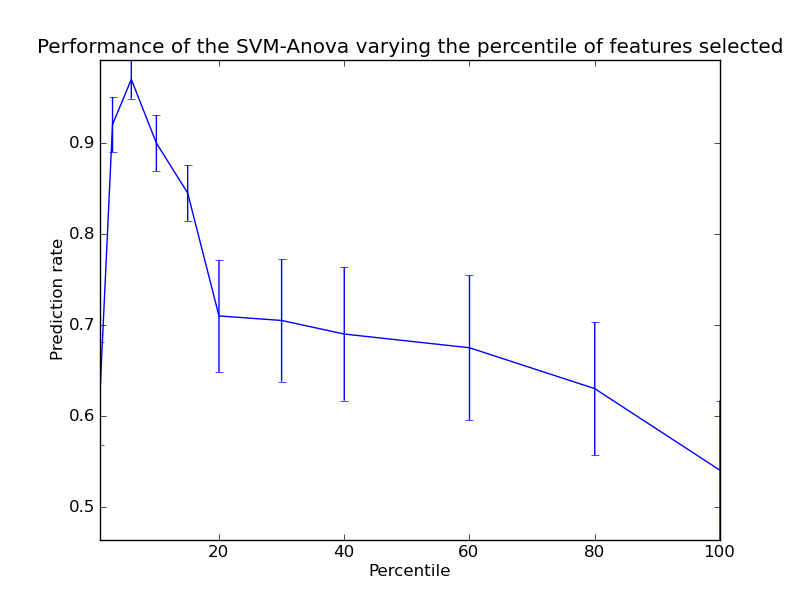 Performance of the SVM-Anova varying the percentile of features selected
0.9
0.8
0.7
0.6
0.5
Prediction rate
20 40 60 80 100
Percentile